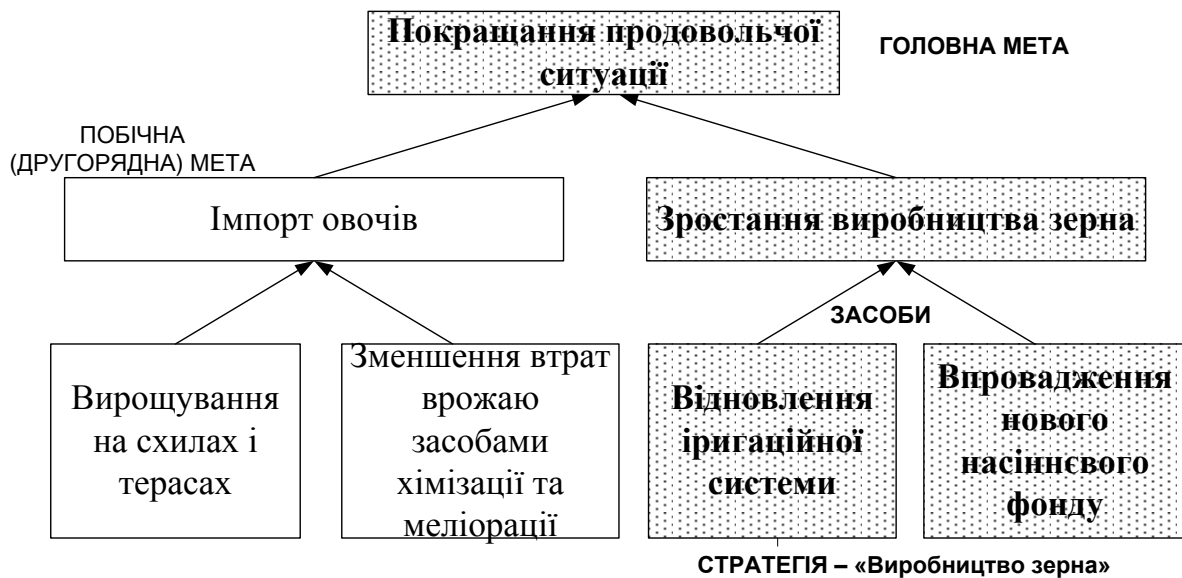 Покращання продовольчої
ситуації
ГОЛОВНА МЕТА
ПОБІЧНА
(ДРУГОРЯДНА) МЕТА
Імпорт овочів
Зростання виробництва зерна
ЗАСОБИ
Вирощування
на схилах і
терасах
Зменшення втрат
врожаю
засобами
хімізації та
меліорації
Відновлення
іригаційної
системи
Впровадження
нового
насіннєвого
фонду
СТРАТЕГІЯ – «Виробництво зерна»